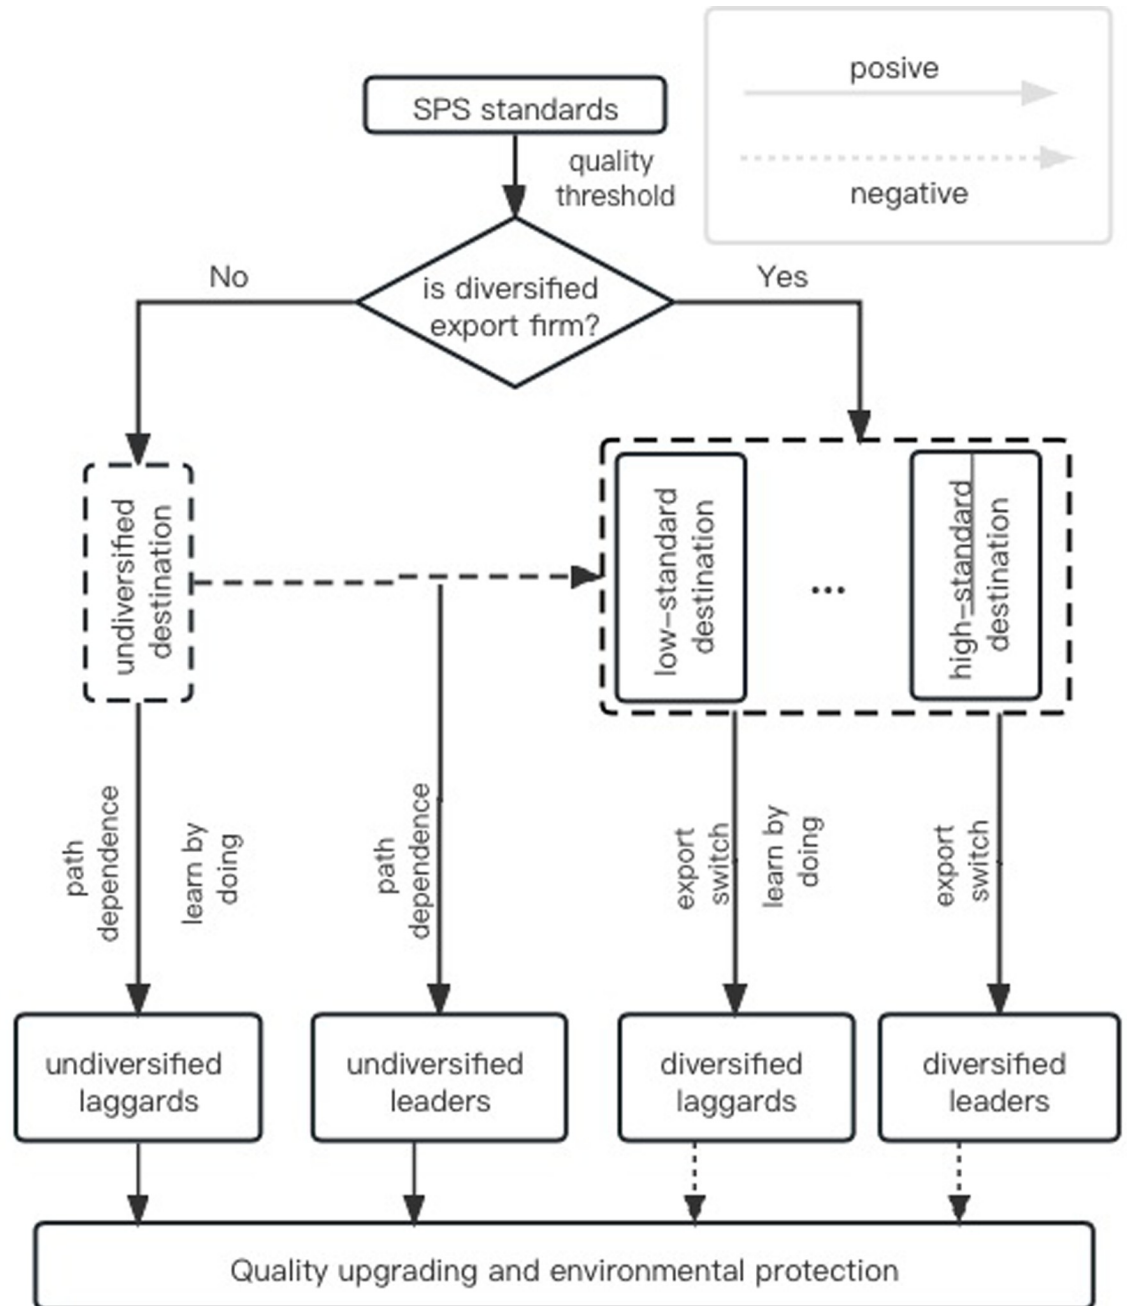 posive
negative
SPS standards
quality
threshold
is diversified
export firm?
No
Yes
undiversified
destination
low-standard
destination
...
high-standard
destination
path
dependence
learn by
doing
path
dependence
export
switch
learn by
doing
export
switch
undiversified
laggards
undiversified
leaders
diversified
laggards
diversified
leaders
Quality upgrading and environmental protection